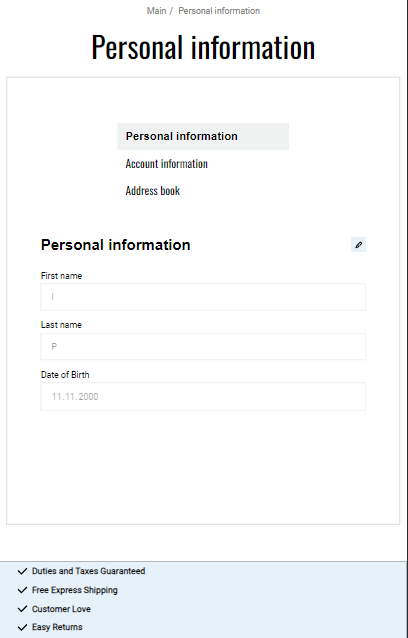 Main / Personal information
Personal information
Personal information
Account information
Address book
Personal information
First name
I
Last name
P
Date of Birth
11.11.2000
Duties and Taxes Guaranteed
Free Express Shipping
Customer Love
Easy Returns